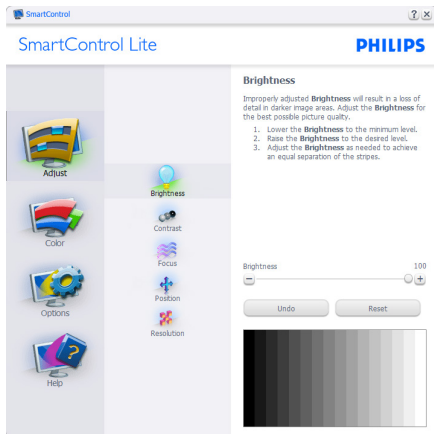 SmartControl
? x
SmartControl Lite
PHILIPS
Adjust
Color
Options
Help
Brightness
Contrast
Focus
Position
Resolution
Brightness
Improperly adjusted Brightness will result in a loss of
detail in darker image areas. Adjust the Brightness for
the best possible picture quality.
1. Lower the Brightness to the minimum level.
2. Raise the Brightness to the desired level.
3. Adjust the Brightness as needed to achieve
an equal separation of the stripes.
Brightness 100
Undo Reset